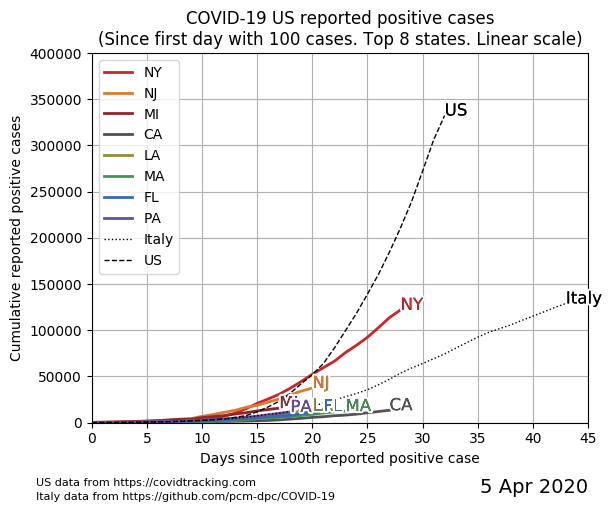 COVID-19 US reported positive cases
(Since first day with 100 cases. Top 8 states. Linear scale)
Cumulative reported positive cases
400000
350000
300000
250000
200000
150000
100000
50000
0
NY
NJ
MI
CA
LA
MA
FL
PA
Italy
US
US
Italy
NY
NJ
PA
FL
MA
CA
0 5 10 15 20 25 30 35 40 45
Days since 100th reported positive case
US data from https://covidtracking.com
Italy data from https://github.com/pcm-dpc/COVID-19
5 Apr 2020